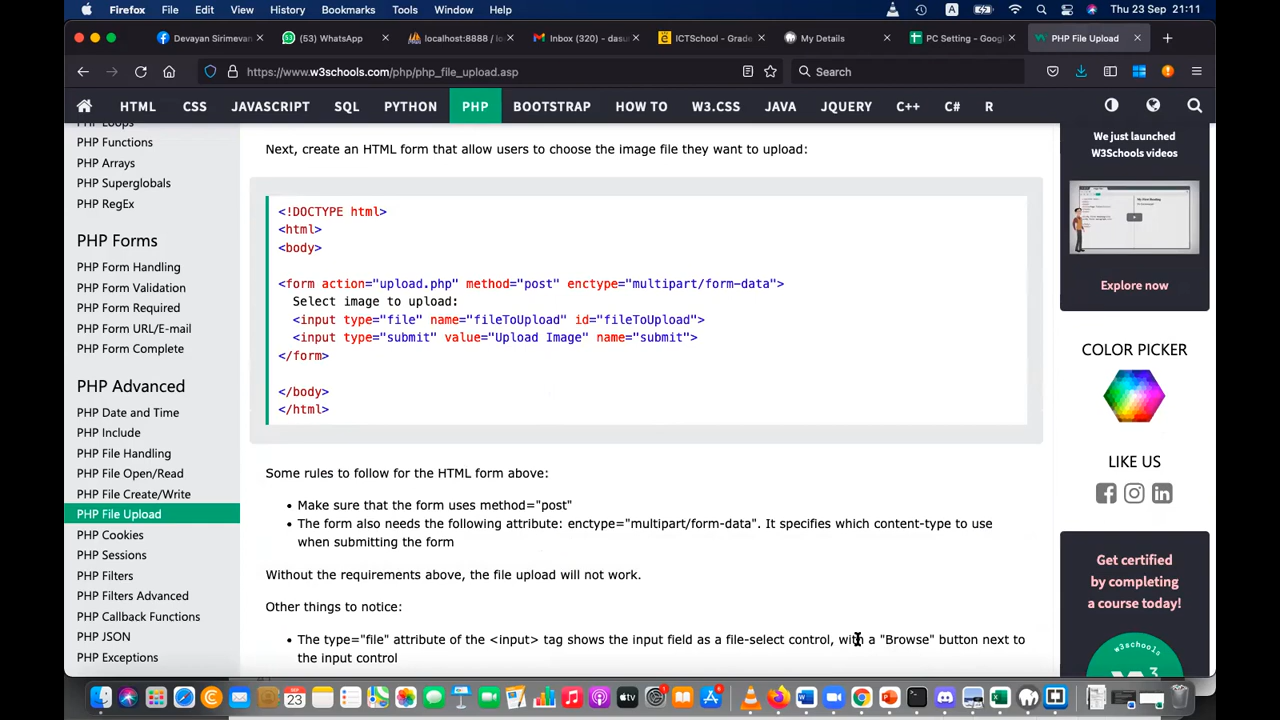 Firefox File Edit View History Bookmarks Tools Window Help
A
Thu 23 Sep 21:11
Devayan Sirimevan
(53) WhatsApp
localhost:8888 / lo
Inbox (320) - dasu
ICTSchool - Grade
My Details
PC Setting - Googl
PHP File Upload
https://www.w3schools.com/php/php_file_upload.asp
Search
HTML CSS JAVASCRIPT SQL PYTHON PHP BOOTSTRAP HOW TO W3.CSS JAVA JQUERY C++ C# R
PHP Loops
PHP Functions
PHP Arrays
PHP Superglobals
PHP RegEx
PHP Forms
PHP Form Handling
PHP Form Validation
PHP Form Required
PHP Form URL/E-mail
PHP Form Complete
PHP Advanced
PHP Date and Time
PHP Include
PHP File Handling
PHP File Open/Read
PHP File Create/Write
PHP File Upload
PHP Cookies
PHP Sessions
PHP Filters
PHP Filters Advanced
PHP Callback Functions
PHP JSON
PHP Exceptions
Next, create an HTML form that allow users to choose the image file they want to upload:
<!DOCTYPE html>
<html>
<body>
<form action="upload.php" method="post" enctype="multipart/form-data">
Select image to upload:
<input type="file" name="fileToUpload" id="fileToUpload">
<input type="submit" value="Upload Image" name="submit">
</form>
</body>
</html>
Some rules to follow for the HTML form above:
• Make sure that the form uses method="post"
• The form also needs the following attribute: enctype="multipart/form-data". It specifies which content-type to use
when submitting the form
Without the requirements above, the file upload will not work.
Other things to notice:
• The type="file" attribute of the <input> tag shows the input field as a file-select control, with a "Browse" button next to
the input control
We just launched
W3Schools videos
Explore now
COLOR PICKER
LIKE US
Get certified
by completing
a course today!
w3schools
3
SEP
23
tv